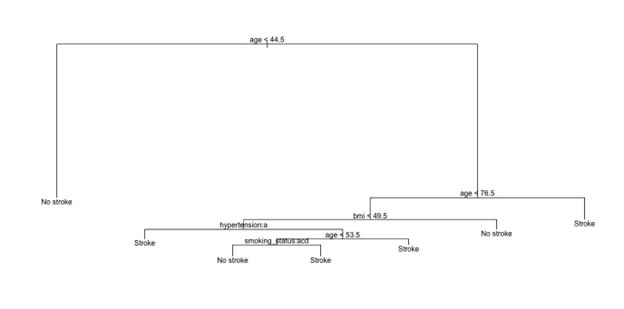 age < 44.5
No stroke
age < 76.5
bmi < 49.5
Stroke
hypertension:a
No stroke
age < 53.5
Stroke
smoking_status:acd
Stroke
No stroke
Stroke